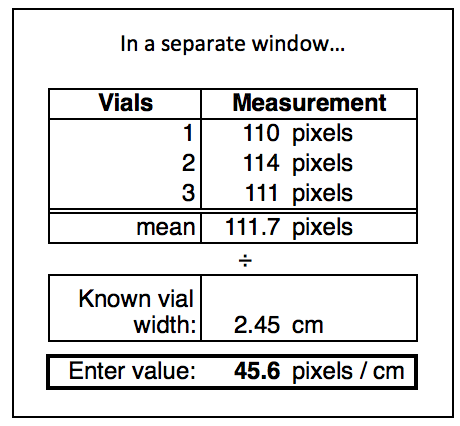 In a separate window...
Vials Measurement
1 110 pixels
2 114 pixels
3 111 pixels
mean 111.7 pixels
÷
Known vial
width: 2.45 cm
Enter value: 45.6 pixels / cm